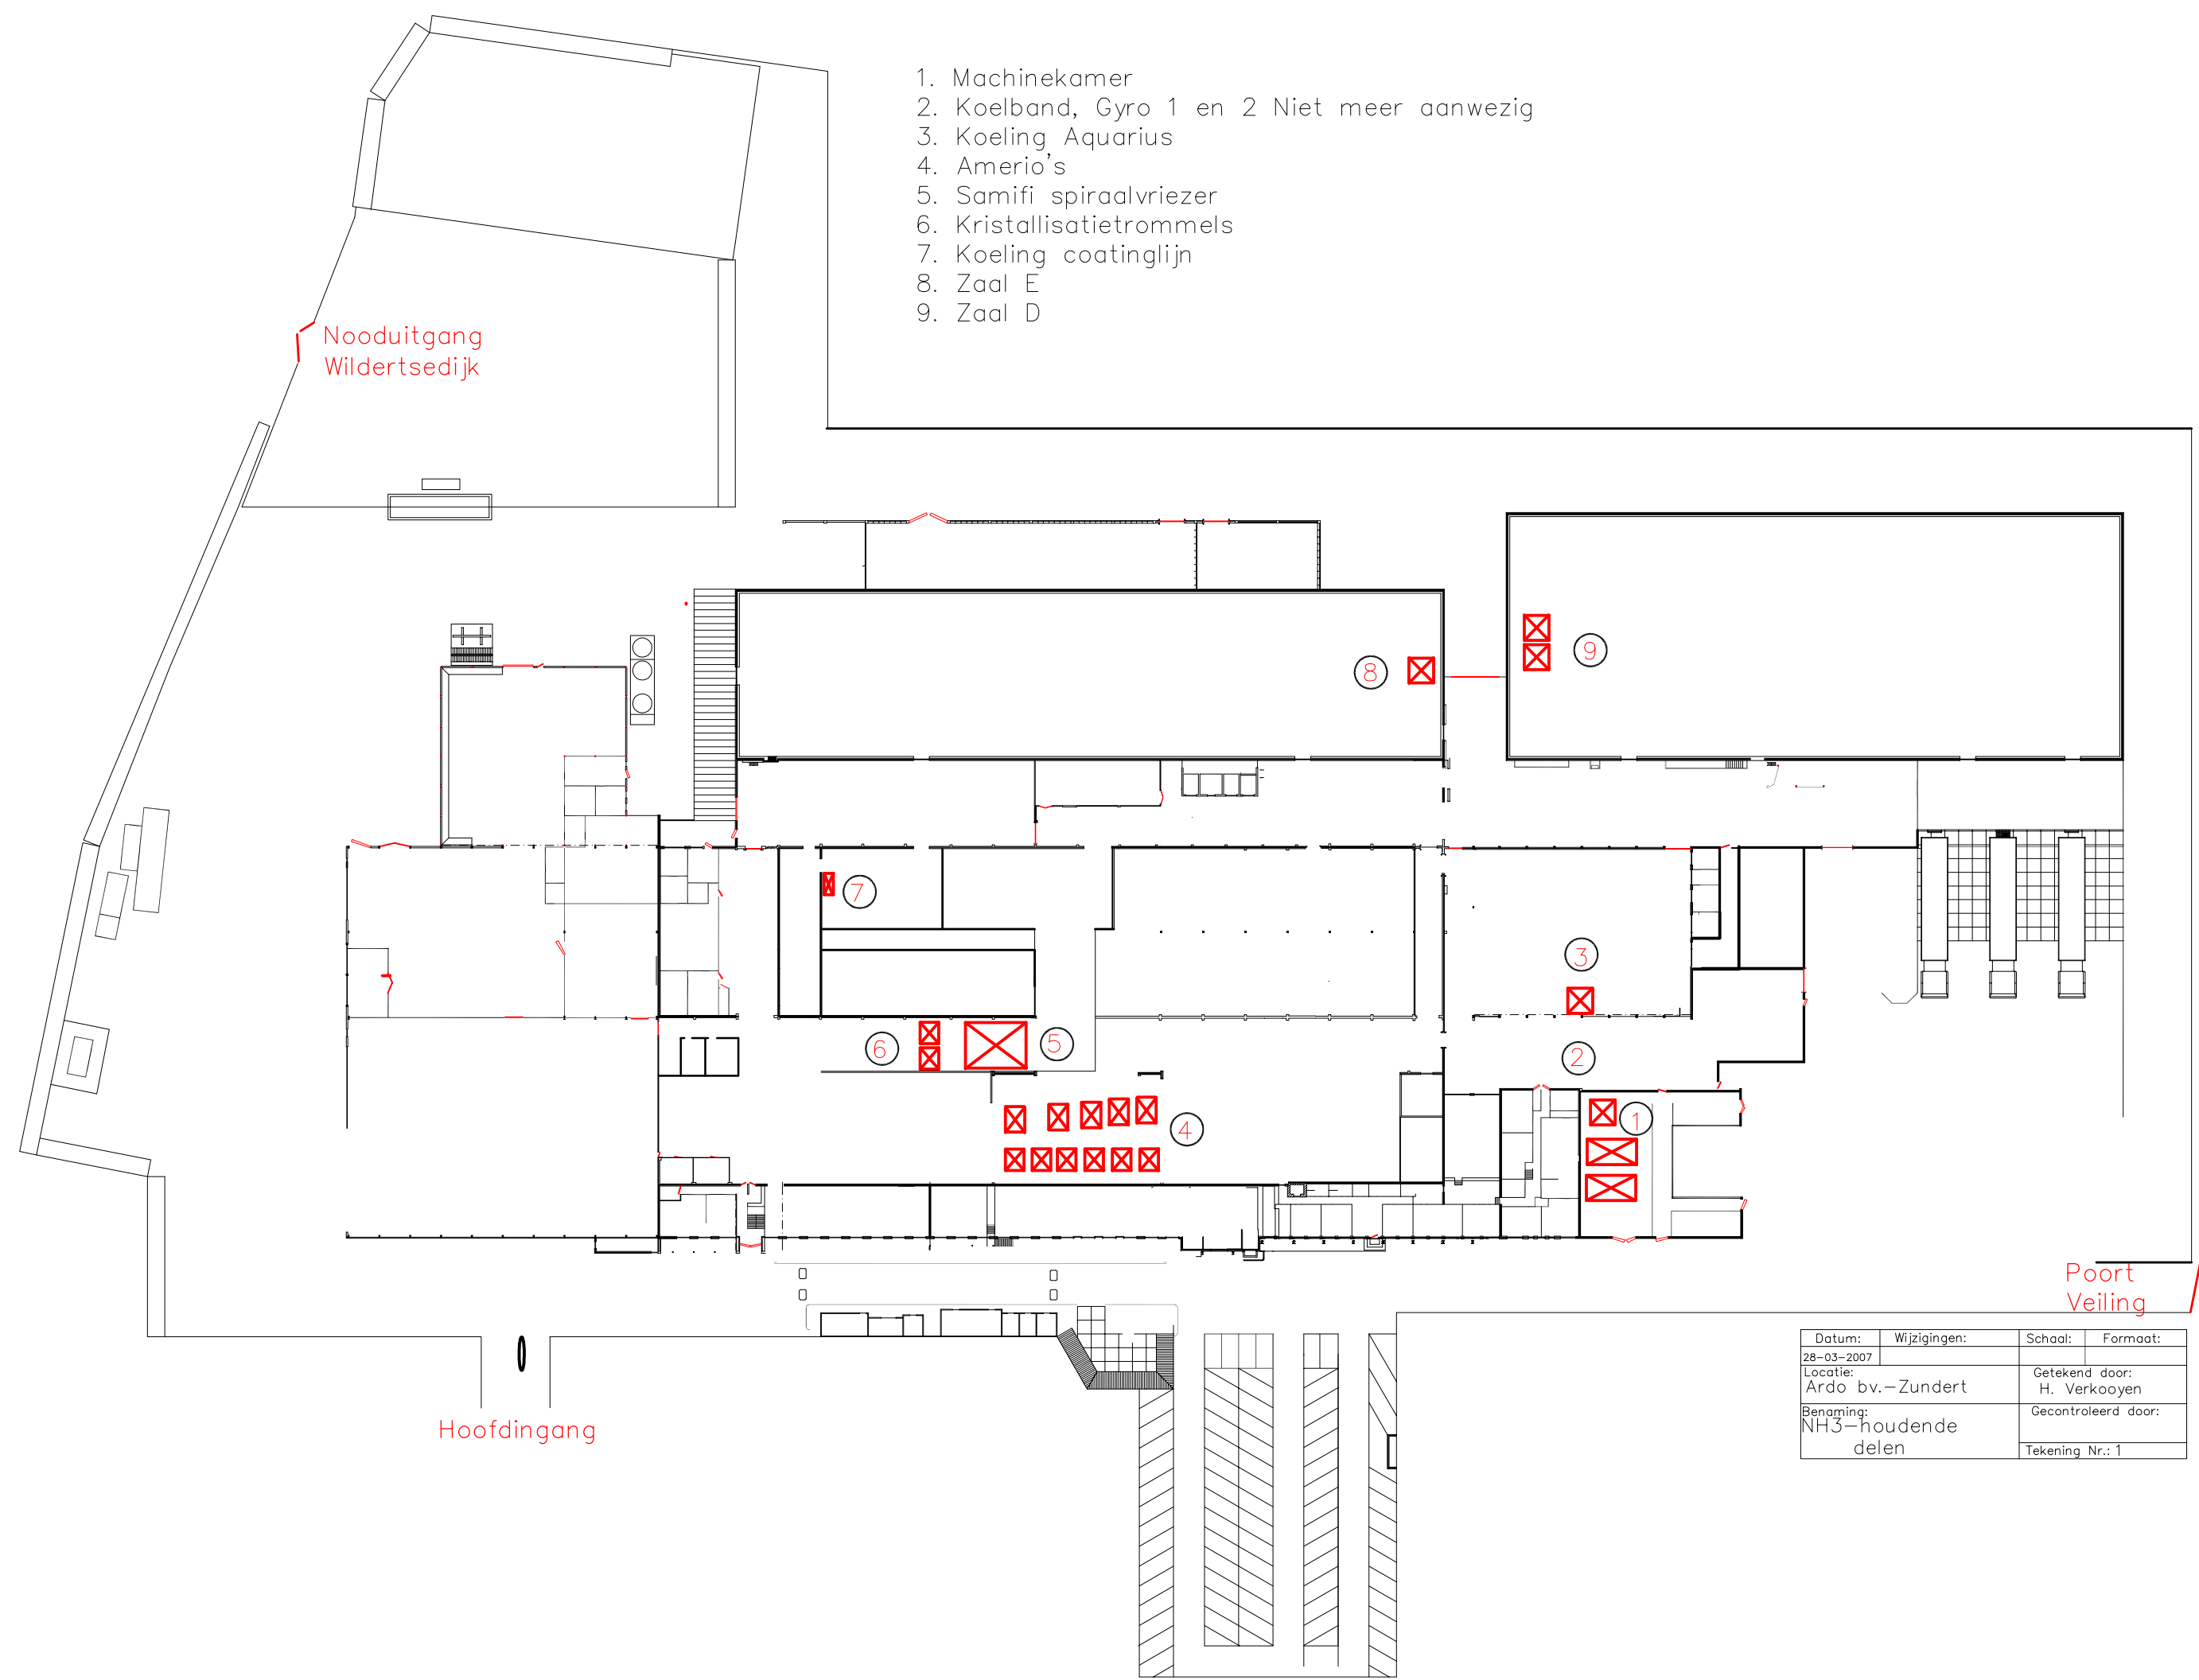 1. Machinekamer
2. Koelband, Gyro 1 en 2 Niet meer aanwezig
3. Koeling Aquarius
4. Amerio's
5. Samifi spiraalvriezer
6. Kristallisatietrommels
7. Koeling coatinglijn
8. Zaal E
9. Zaal D
Nooduitgang
Wildertsedijk
9
8
7
3
6
5
2
1
4
Poort
Veiling
Hoofdingang
Datum: Wijzigingen: Schaal: Formaat:
28-03-2007
Locatie: Getekend door:
Ardo bv.-Zundert H. Verkooyen
Benaming: Gecontroleerd door:
NH3-houdende
delen
Tekening Nr.: 1